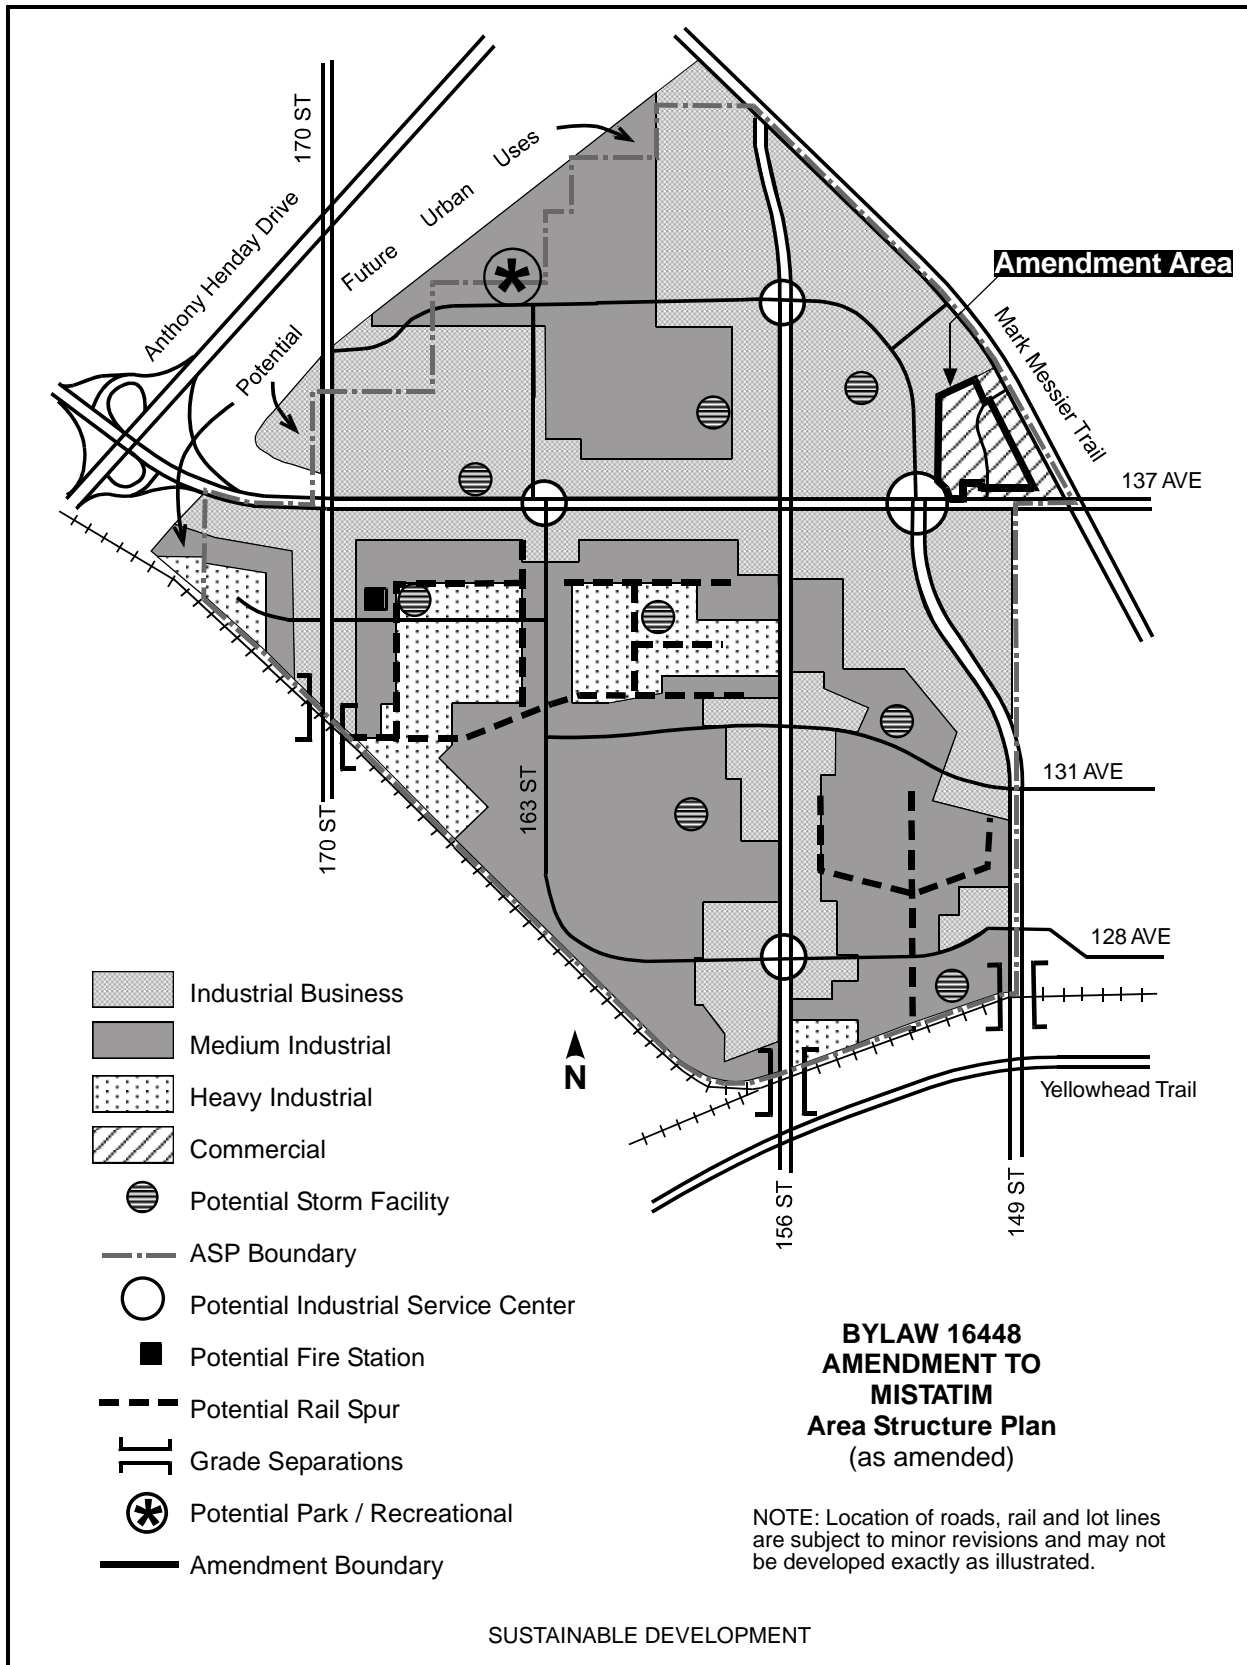 170 ST
Anthony Henday Drive
Potential Future Urban Uses
Amendment Area
Mark Messier Trail
137 AVE
163 ST
170 ST
131 AVE
128 AVE
Yellowhead Trail
156 ST
149 ST
N
Industrial Business
Medium Industrial
Heavy Industrial
Commercial
Potential Storm Facility
ASP Boundary
Potential Industrial Service Center
Potential Fire Station
Potential Rail Spur
Grade Separations
Potential Park / Recreational
Amendment Boundary
BYLAW 16448
AMENDMENT TO
MISTATIM
Area Structure Plan
(as amended)
NOTE: Location of roads, rail and lot lines
are subject to minor revisions and may not
be developed exactly as illustrated.
SUSTAINABLE DEVELOPMENT